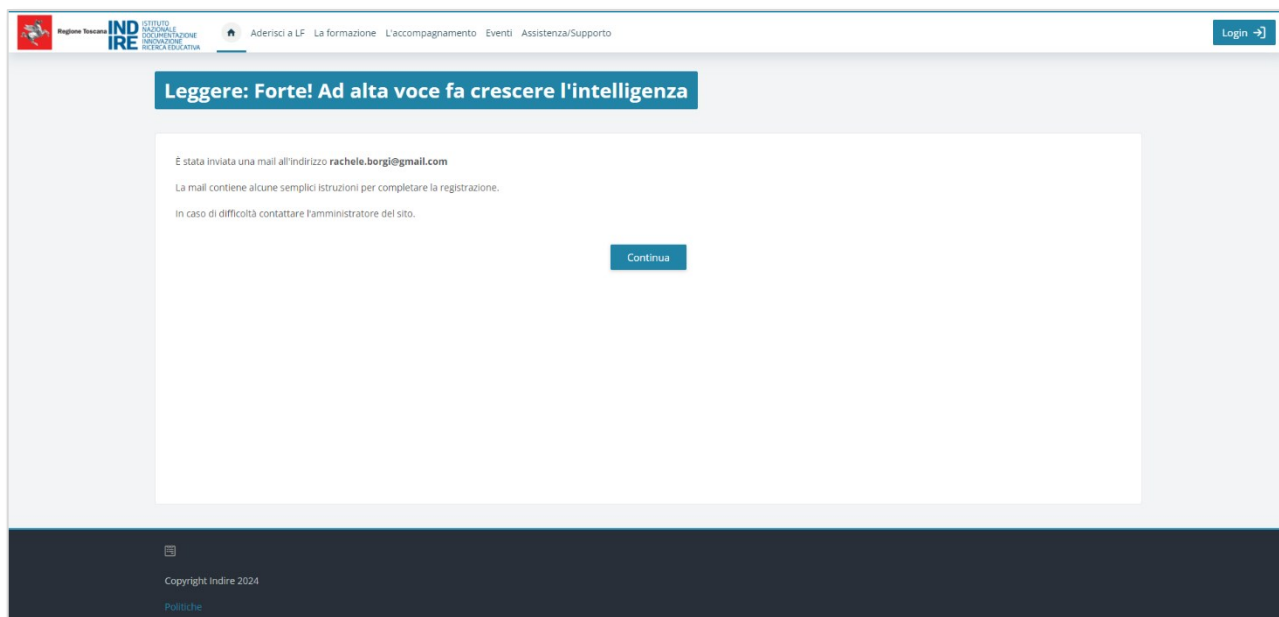 Regione Toscana
INDIRE
ISTITUTO
NAZIONALE
DOCUMENTAZIONE
INNOVAZIONE
RICERCA EDUCATIVA
Aderisci a LF La formazione L'accompagnamento Eventi Assistenza/Supporto
Login
Leggere: Forte! Ad alta voce fa crescere l'intelligenza
È stata inviata una mail all'indirizzo rachele.borgi@gmail.com
La mail contiene alcune semplici istruzioni per completare la registrazione.
In caso di difficoltà contattare l'amministratore del sito.
Continua
Copyright Indire 2024
Politiche